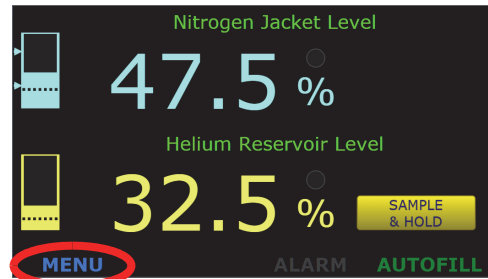 Nitrogen Jacket Level
47.5 %
Helium Reservoir Level
32.5 %
SAMPLE
& HOLD
MENU ALARM AUTOFILL